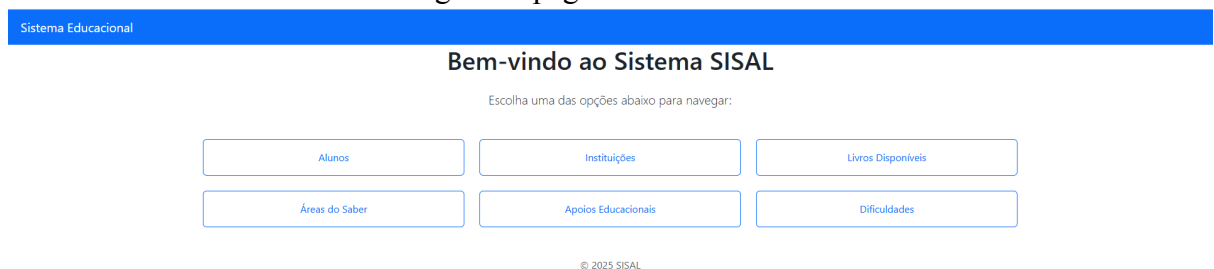 Sistema Educacional
Bem-vindo ao Sistema SISAL
Escolha uma das opções abaixo para navegar:
Alunos Instituições Livros Disponíveis
Áreas do Saber Apoios Educacionais Dificuldades
© 2025 SISAL